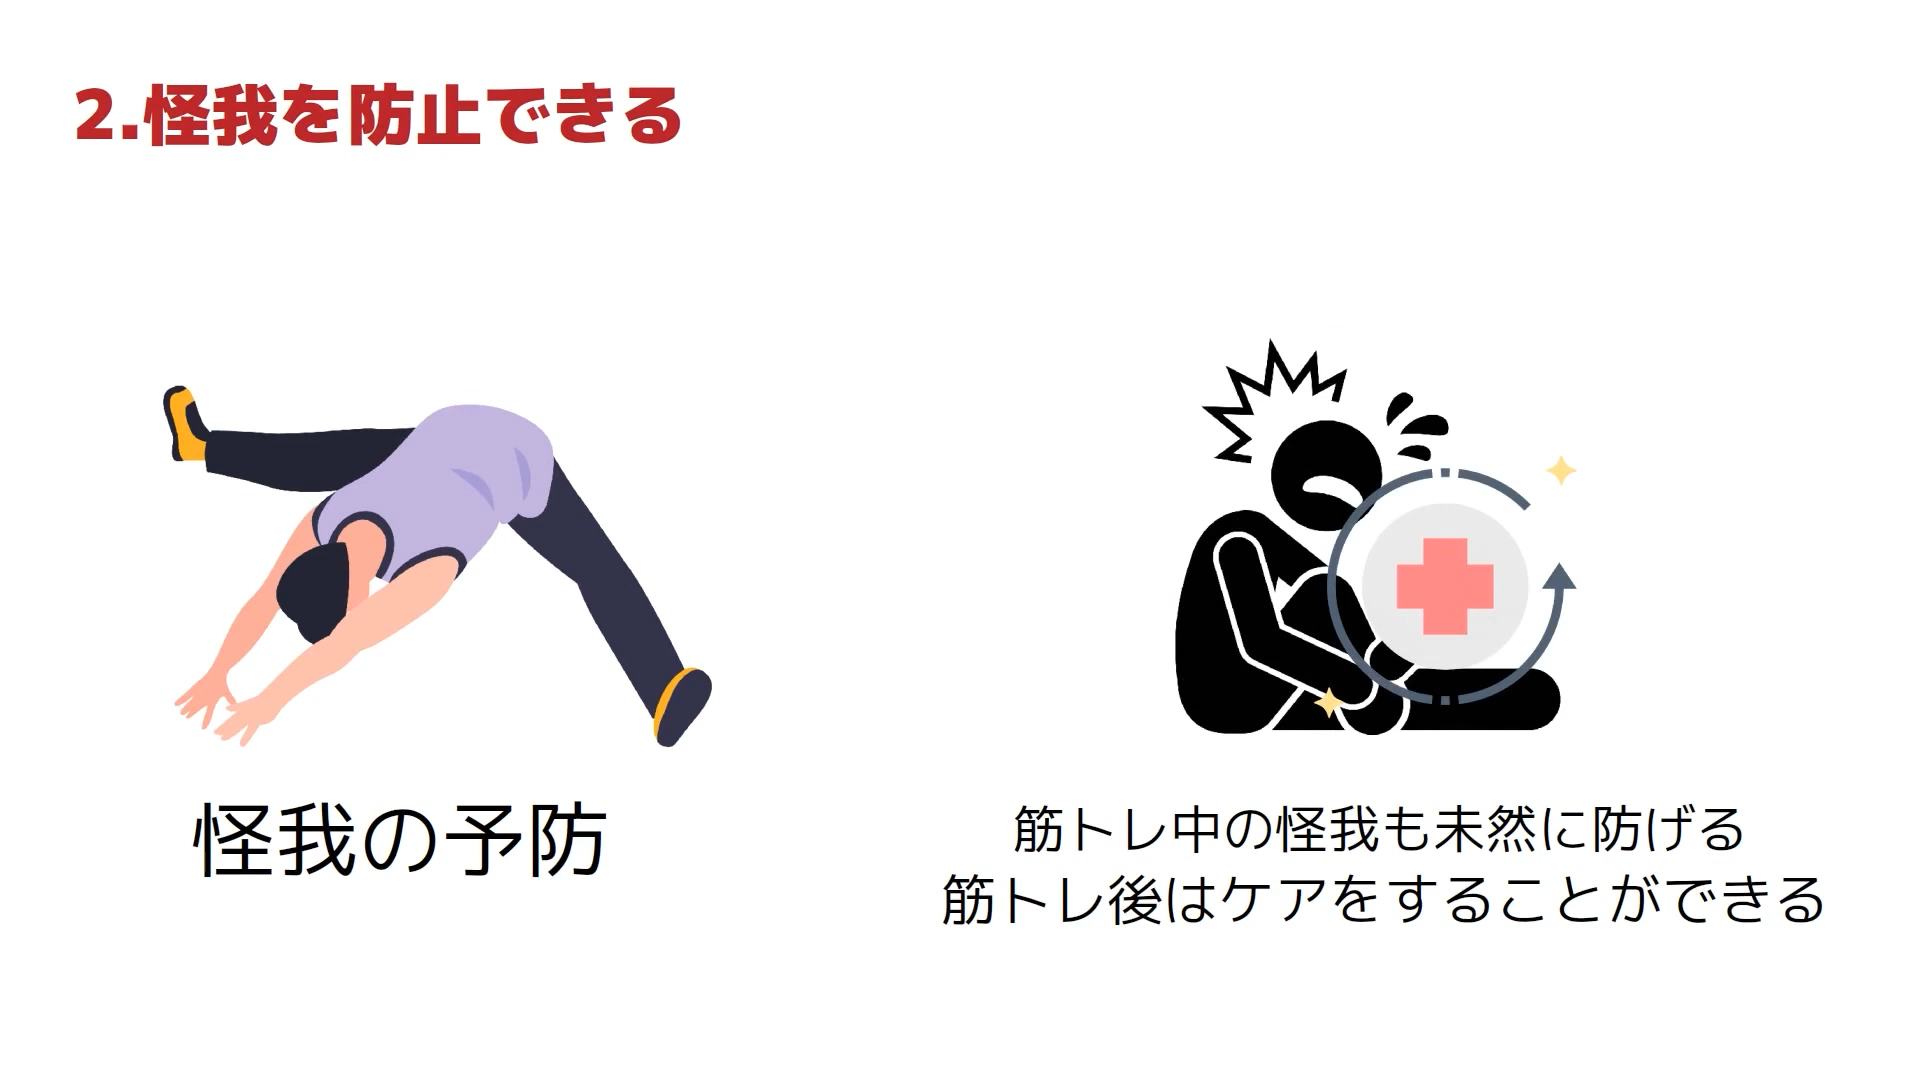 2.怪我を防止できる
怪我の予防
筋トレ中の怪我も未然に防げる
筋トレ後はケアをすることができる